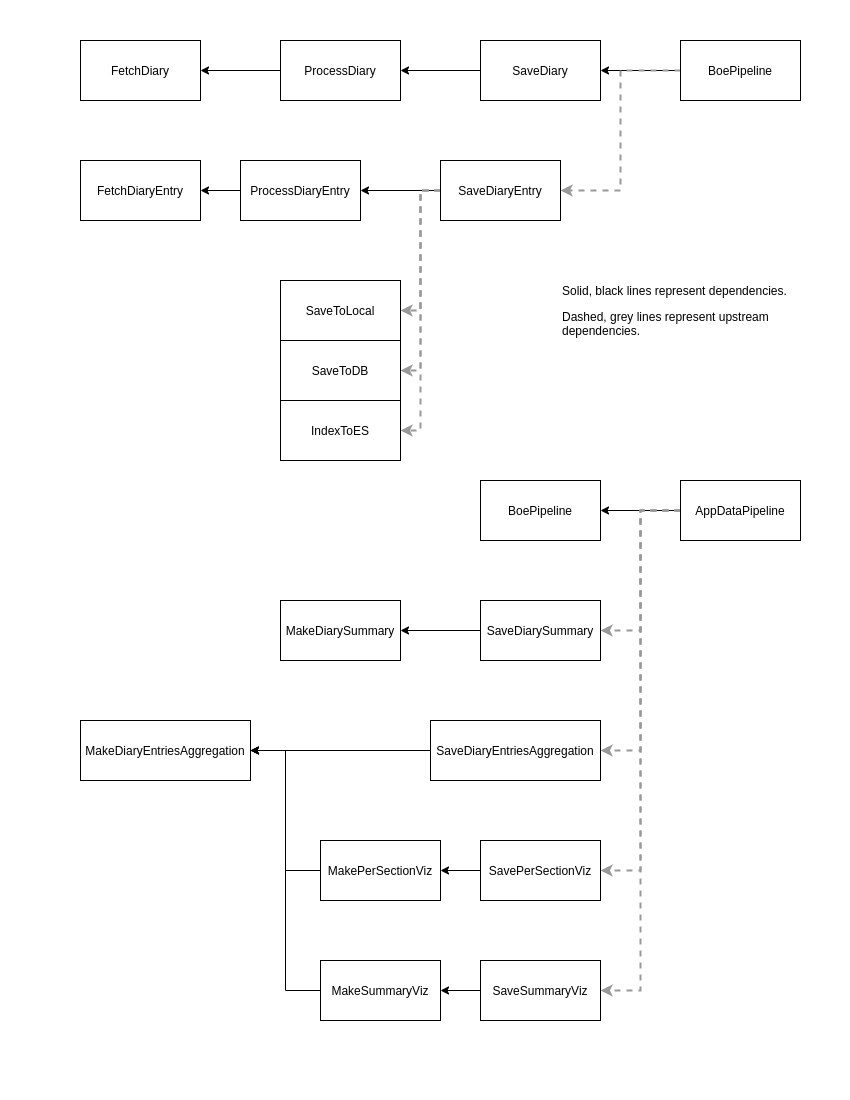 FetchDiary
ProcessDiary
SaveDiary
BoePipeline
FetchDiaryEntry
ProcessDiaryEntry
SaveDiaryEntry
SaveToLocal
SaveToDB
IndexToES
Solid, black lines represent dependencies.
Dashed, grey lines represent upstream
dependencies.
BoePipeline
AppDataPipeline
MakeDiarySummary
SaveDiarySummary
MakeDiaryEntriesAggregation
SaveDiaryEntriesAggregation
MakePerSectionViz
SavePerSectionViz
MakeSummaryViz
SaveSummaryViz